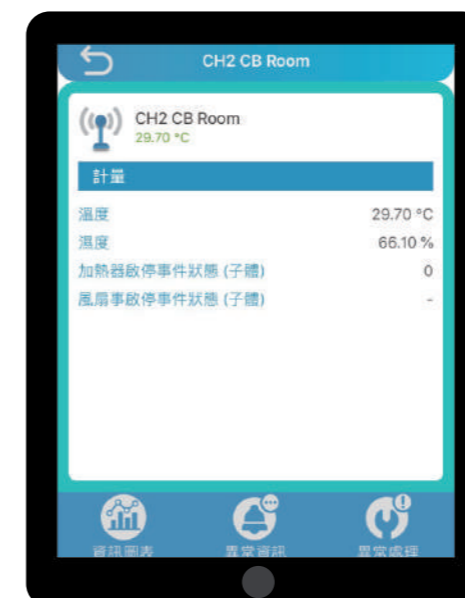 CH2 CB Room
CH2 CB Room
29.70 °C
計量
溫度 29.70 °C
濕度 66.10 %
加熱器啟停事件狀態 (子體) 0
風扇事啟停事件狀態 (子體) -
資訊圖表 異常資訊 異常處理